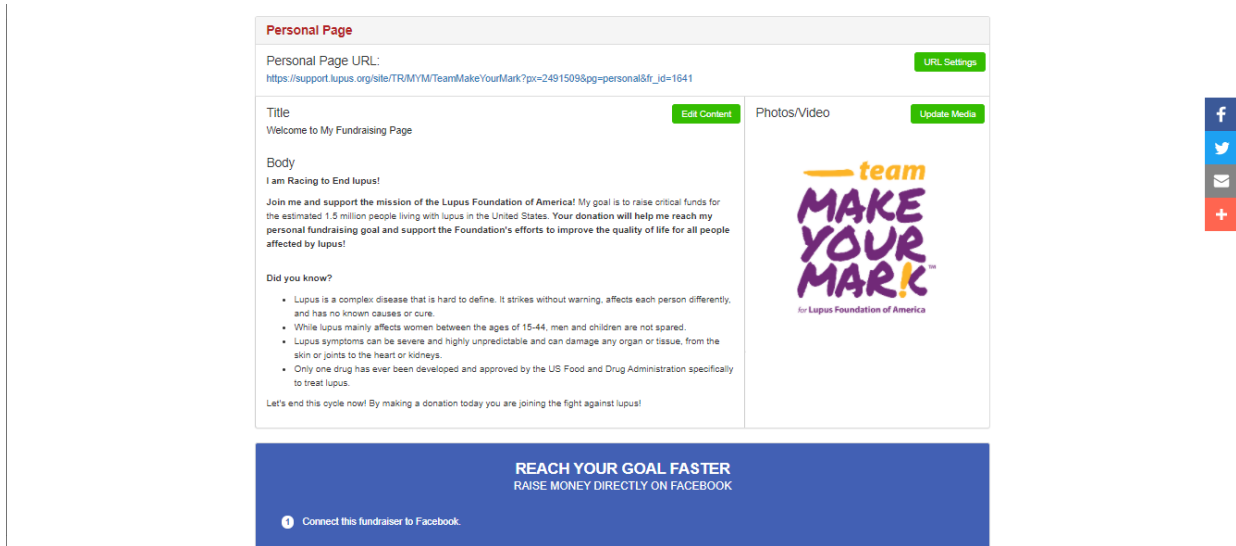 Personal Page
Personal Page URL:
URL Settings
https://support.lupus.org/site/TR/MYM/TeamMakeYourMark?px=2491509&pg=personal&fr_id=1641
Title
Edit Content
Welcome to My Fundraising Page
Body
I am Racing to End lupus!
Join me and support the mission of the Lupus Foundation of America! My goal is to raise critical funds for
the estimated 1.5 million people living with lupus in the United States. Your donation will help me reach my
personal fundraising goal and support the Foundation's efforts to improve the quality of life for all people
affected by lupus!
Did you know?
• Lupus is a complex disease that is hard to define. It strikes without warning, affects each person differently,
and has no known causes or cure.
• While lupus mainly affects women between the ages of 15-44, men and children are not spared.
• Lupus symptoms can be severe and highly unpredictable and can damage any organ or tissue, from the
skin or joints to the heart or kidneys.
• Only one drug has ever been developed and approved by the US Food and Drug Administration specifically
to treat lupus.
Let's end this cycle now! By making a donation today you are joining the fight against lupus!
Photos/Video
Update Media
team
MAKE
YOUR
MAR!K™
for Lupus Foundation of America
REACH YOUR GOAL FASTER
RAISE MONEY DIRECTLY ON FACEBOOK
1 Connect this fundraiser to Facebook.